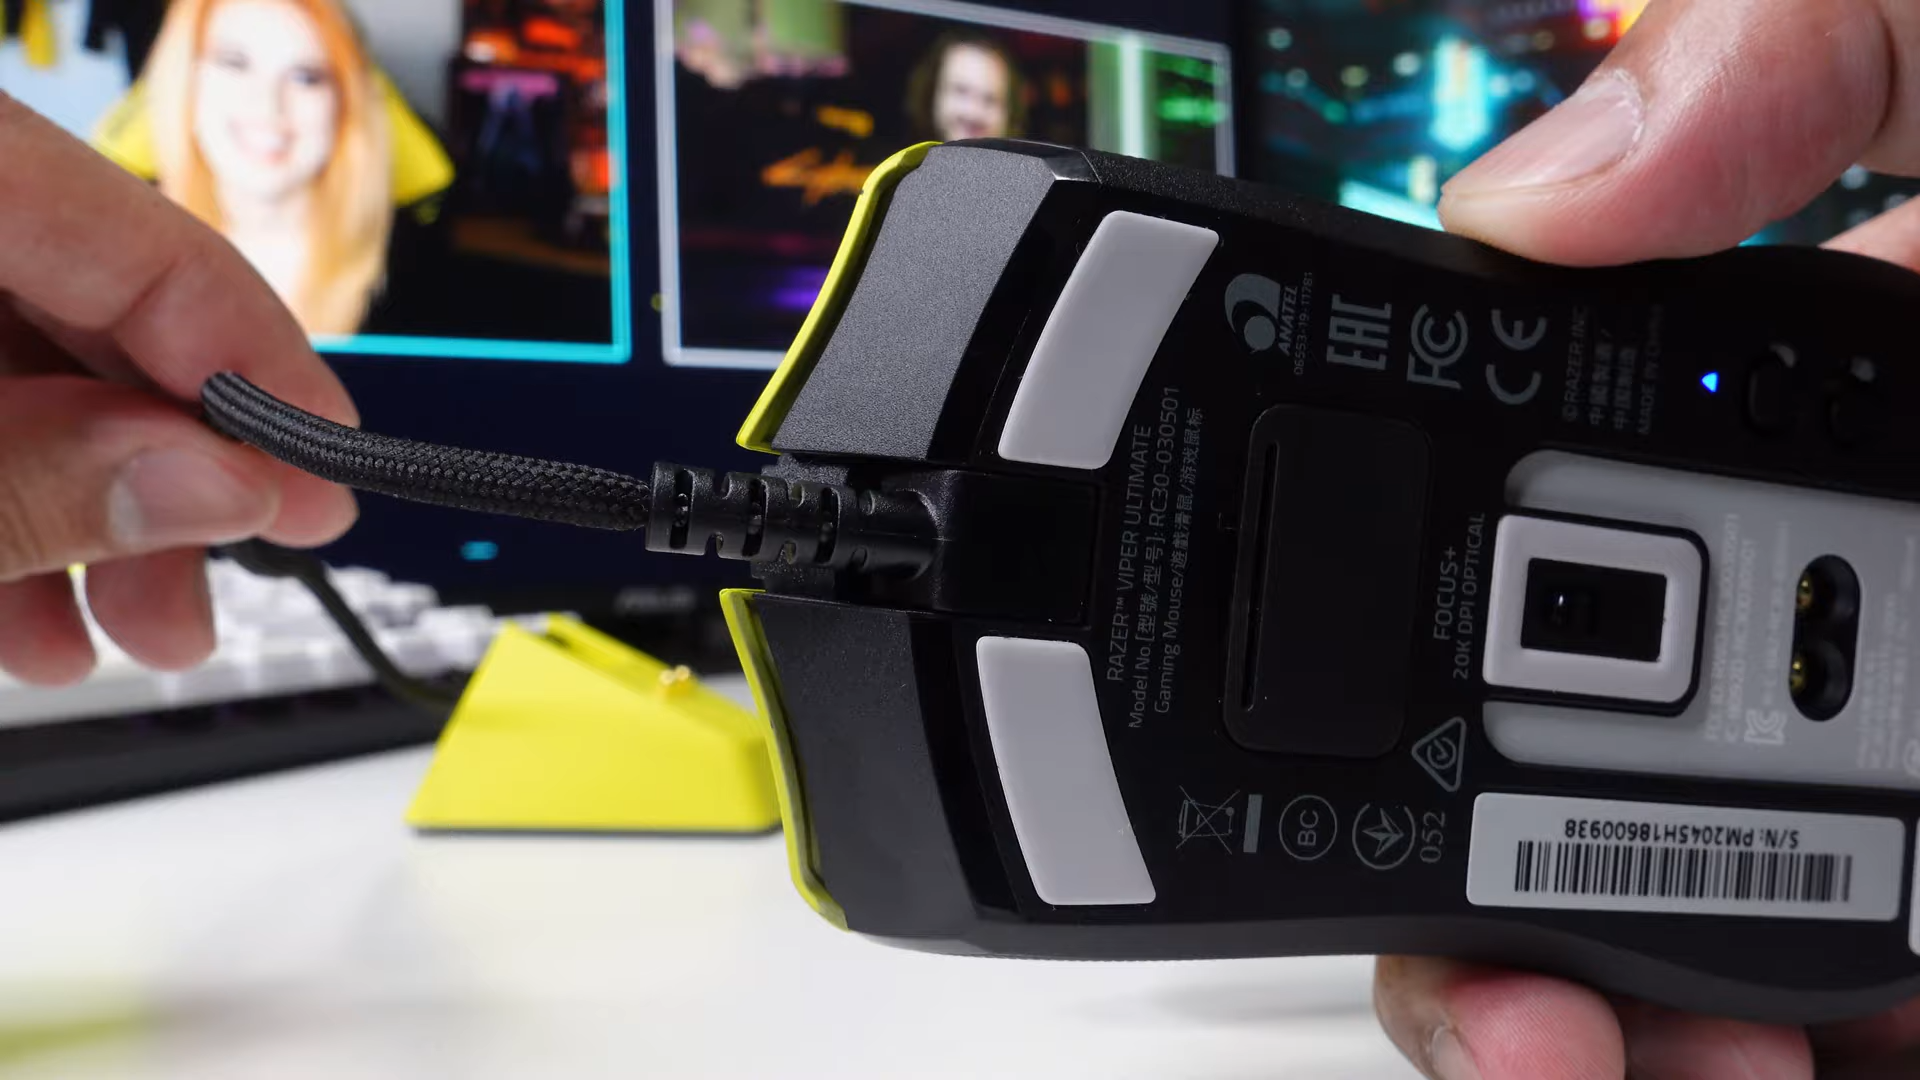 RAZER™ VIPER ULTIMATE
Model No.[型號/型号]: RC30-030501
Gaming Mouse/遊戲滑鼠/游戏鼠标
ANATEL
06553-19-11781
EAC
FC
CE
©RAZER INC
中國製造/
中国制造
MADE IN CHINA
FOCUS+
20K DPI OPTICAL
BC
052
S/N: PM2045H18600938